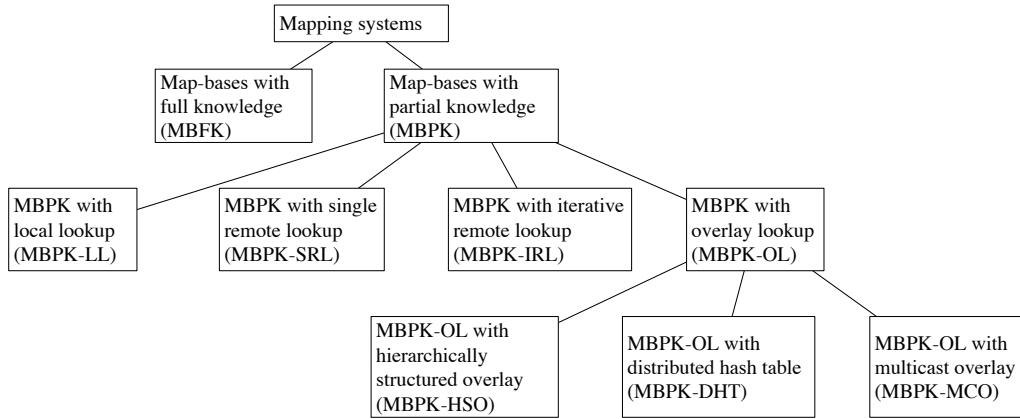 Mapping systems
Map-bases with
full knowledge
(MBFK)
Map-bases with
partial knowledge
(MBPK)
MBPK with
local lookup
(MBPK-LL)
MBPK with single
remote lookup
(MBPK-SRL)
MBPK with iterative
remote lookup
(MBPK-IRL)
MBPK with
overlay lookup
(MBPK-OL)
MBPK-OL with
hierarchically
structured overlay
(MBPK-HSO)
MBPK-OL with
distributed hash table
(MBPK-DHT)
MBPK-OL with
multicast overlay
(MBPK-MCO)